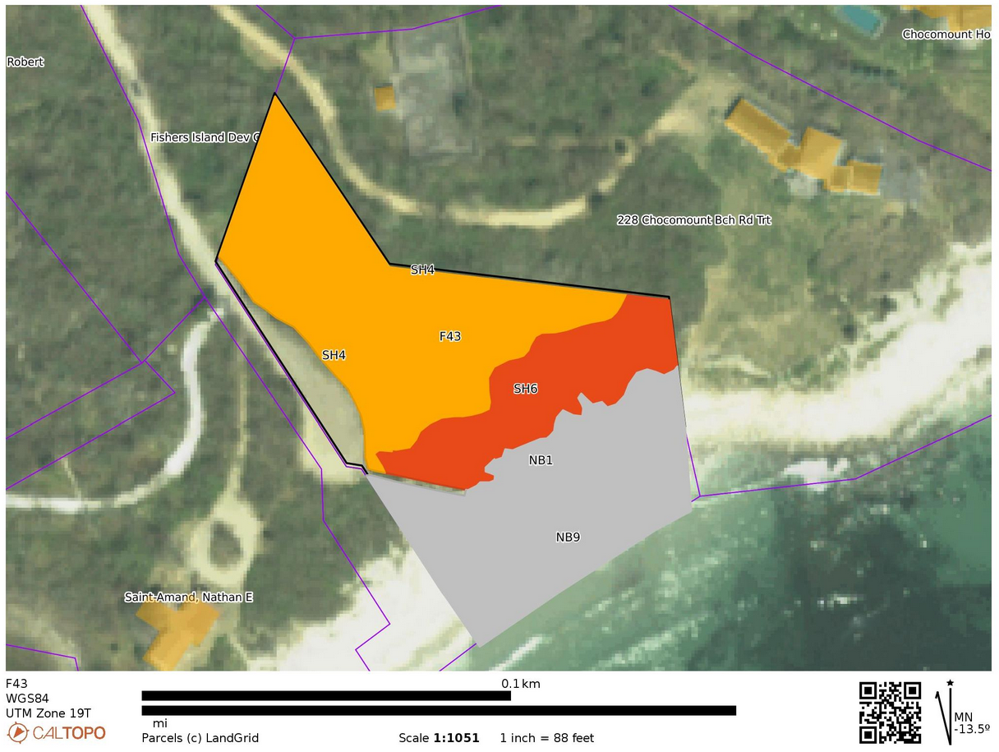 Chocomount Ho
Robert
Fishers Island Dev C
228 Chocomount Bch Rd Trt
SH4
F43
SH4
SH6
NB1
NB9
Saint-Amand, Nathan E
F43
WGS84
UTM Zone 19T
CALTOPO
0.1 km
mi
Parcels (c) LandGrid
Scale 1:1051 1 inch = 88 feet
MN
-13.5º